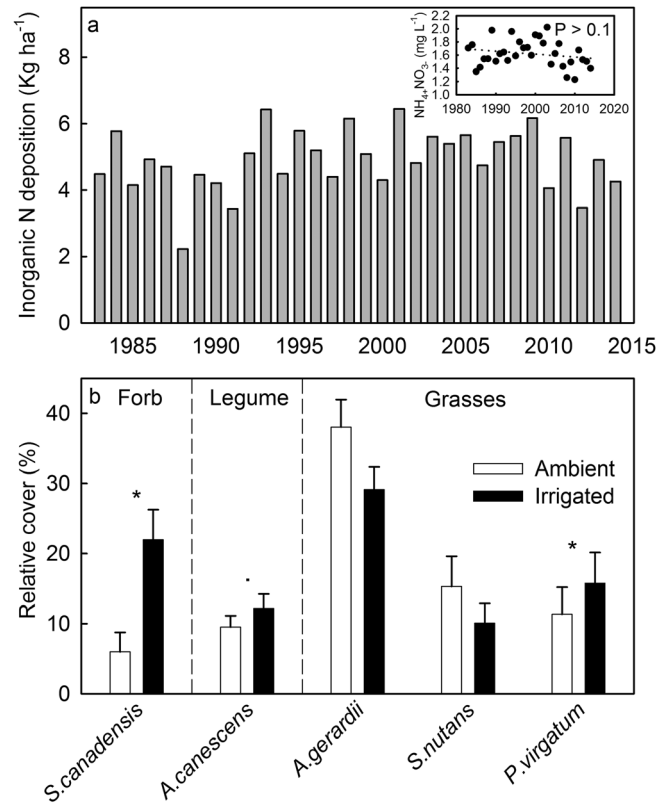 a
Inorganic N deposition (Kg ha⁻¹)
8
6
4
2
0
1985 1990 1995 2000 2005 2010 2015
NH₄₊NO₃₋ (mg L⁻¹)
2.2
2.0
1.8
1.6
1.4
1.2
1.0
P > 0.1
1980 1990 2000 2010 2020
b Forb Legume Grasses
Relative cover (%)
40
30
20
10
0
Ambient
Irrigated
*
.
*
S.canadensis
A.canescens
A.gerardii
S.nutans
P.virgatum